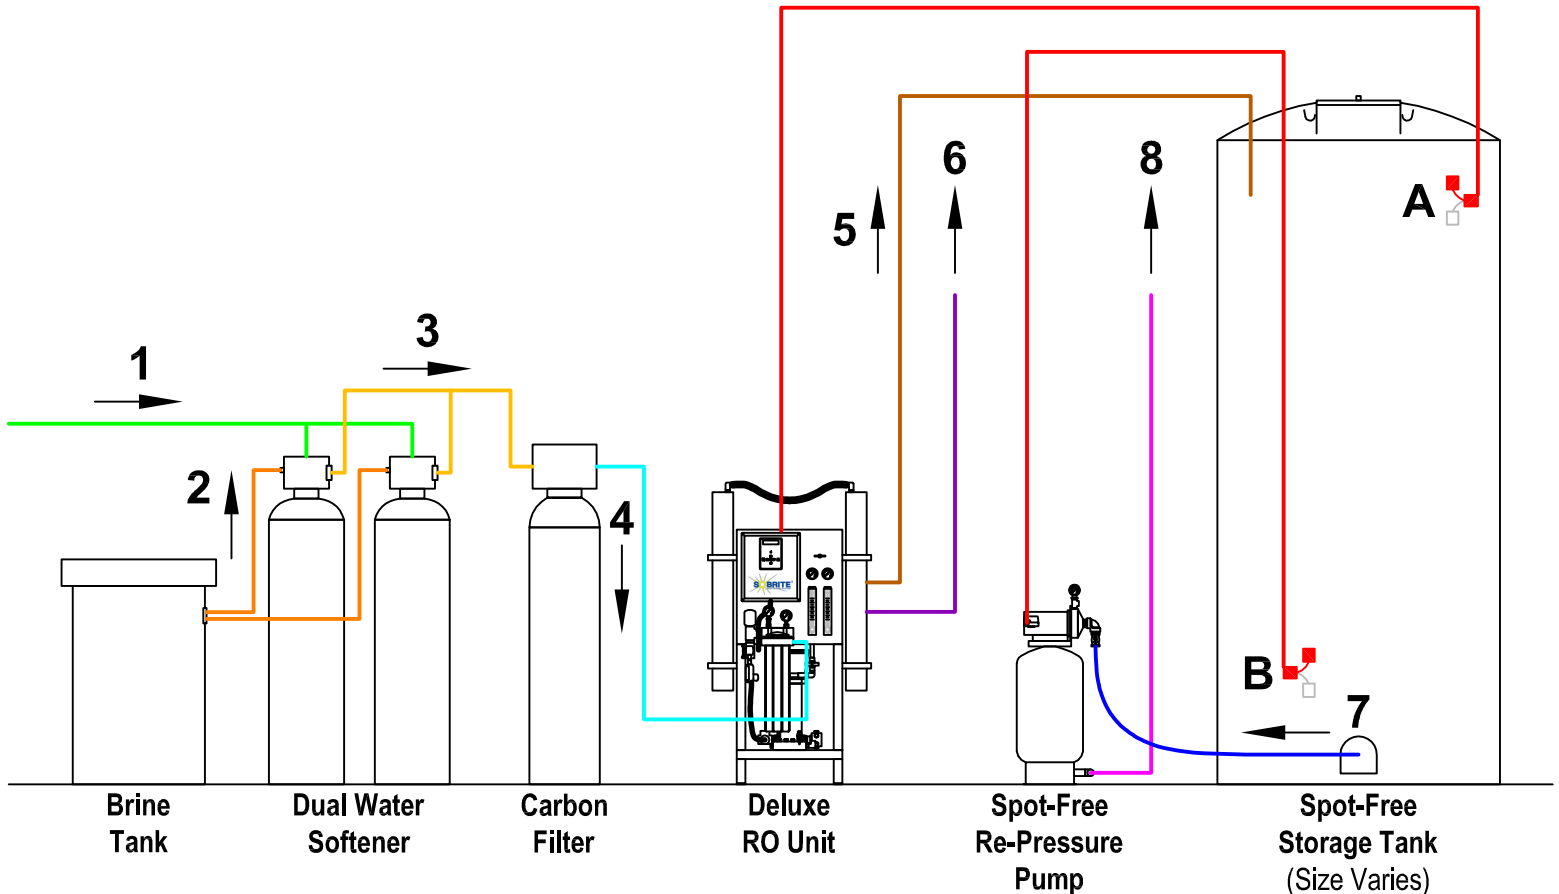 6
8
A
5
3
1
2
4
SOBRITE
B
7
Brine
Tank
Dual Water
Softener
Carbon
Filter
Deluxe
RO Unit
Spot-Free
Re-Pressure
Pump
Spot-Free
Storage Tank
(Size Varies)